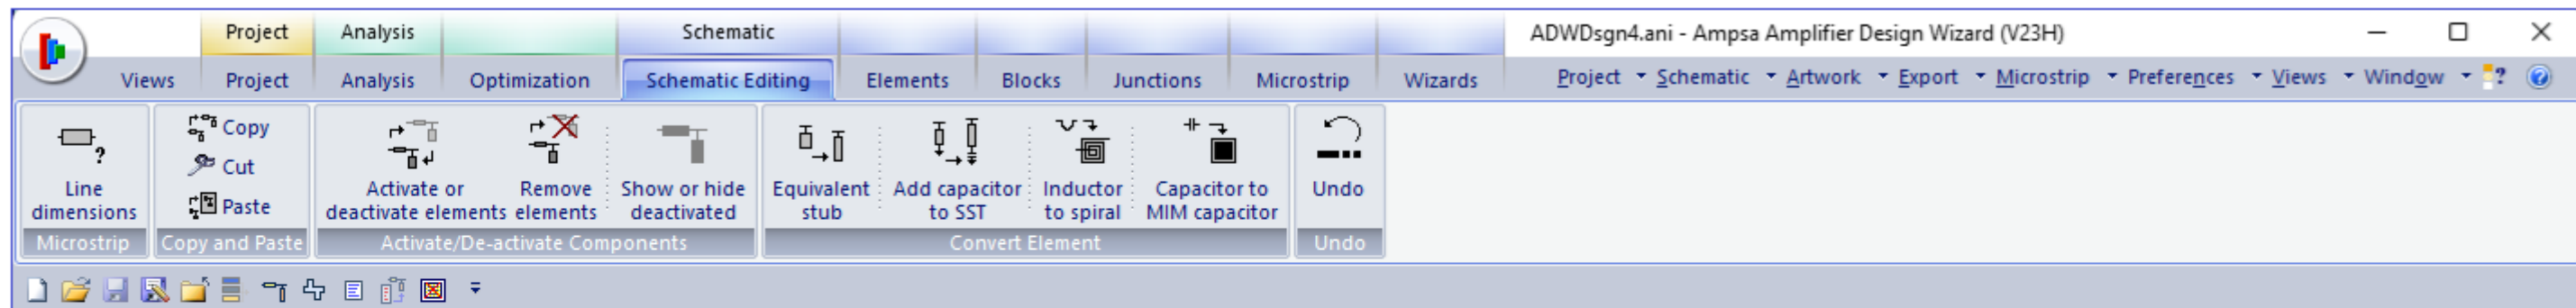 Project Analysis Schematic ADWDsgn4.ani - Ampsa Amplifier Design Wizard (V23H)
Views Project Analysis Optimization Schematic Editing Elements Blocks Junctions Microstrip Wizards Project Schematic Artwork Export Microstrip Preferences Views Window ?
Line
dimensions
Microstrip
Copy
Cut
Paste
Copy and Paste
Activate or
deactivate elements
Remove
elements
Show or hide
deactivated
Activate/De-activate Components
Equivalent
stub
Add capacitor
to SST
Inductor
to spiral
Capacitor to
MIM capacitor
Convert Element
Undo
Undo